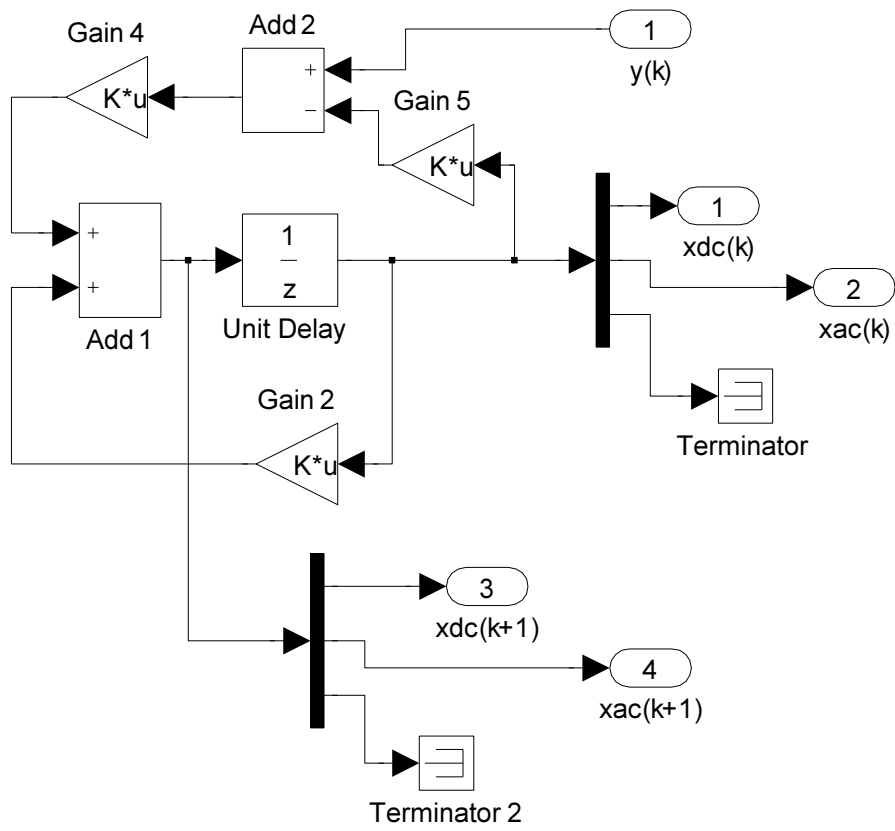 Gain 4
Add 2
1
y(k)
K*u
+
−
Gain 5
K*u
1
xdc(k)
+
+
Add 1
1
z
Unit Delay
2
xac(k)
Gain 2
K*u
Terminator
3
xdc(k+1)
4
xac(k+1)
Terminator 2